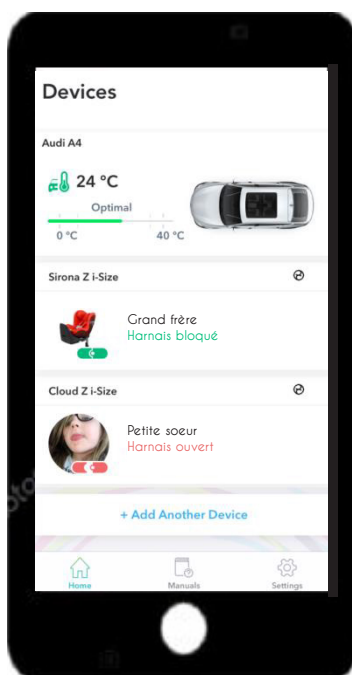 Devices
Audi A4
24 °C
Optimal
0 °C
40 °C
Sirona Z i-Size
Grand frère
Harnais bloqué
Cloud Z i-Size
Petite soeur
Harnais ouvert
+ Add Another Device
Home
Manuals
Settings